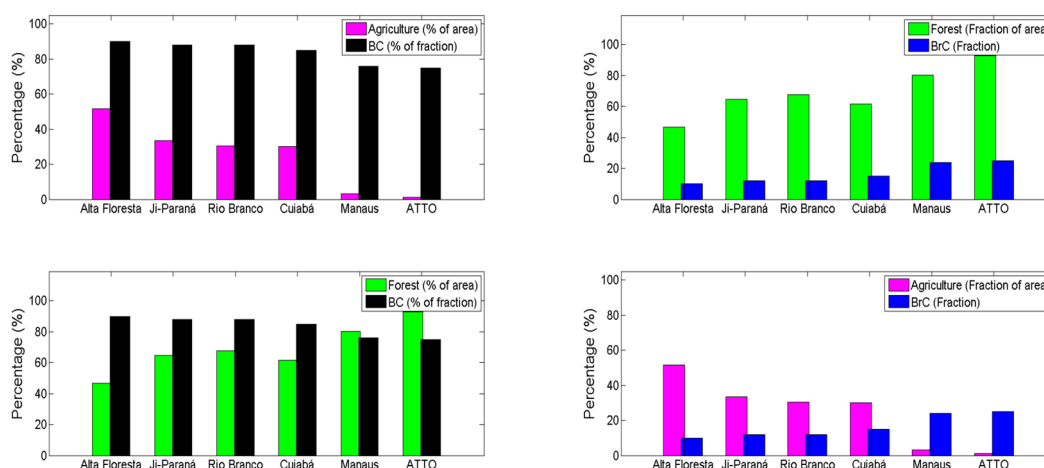 100
80
60
40
20
0
Percentage (%)
Agriculture (% of area)
BC (% of fraction)
Alta Floresta Ji-Paraná Rio Branco Cuiabá Manaus ATTO
100
80
60
40
20
0
Percentage (%)
Forest (Fraction of area)
BrC (Fraction)
Alta Floresta Ji-Paraná Rio Branco Cuiabá Manaus ATTO
100
80
60
40
20
0
Percentage (%)
Forest (% of area)
BC (% of fraction)
Alta Floresta Ji-Paraná Rio Branco Cuiabá Manaus ATTO
100
80
60
40
20
0
Percentage (%)
Agriculture (Fraction of area)
BrC (Fraction)
Alta Floresta Ji-Paraná Rio Branco Cuiabá Manaus ATTO